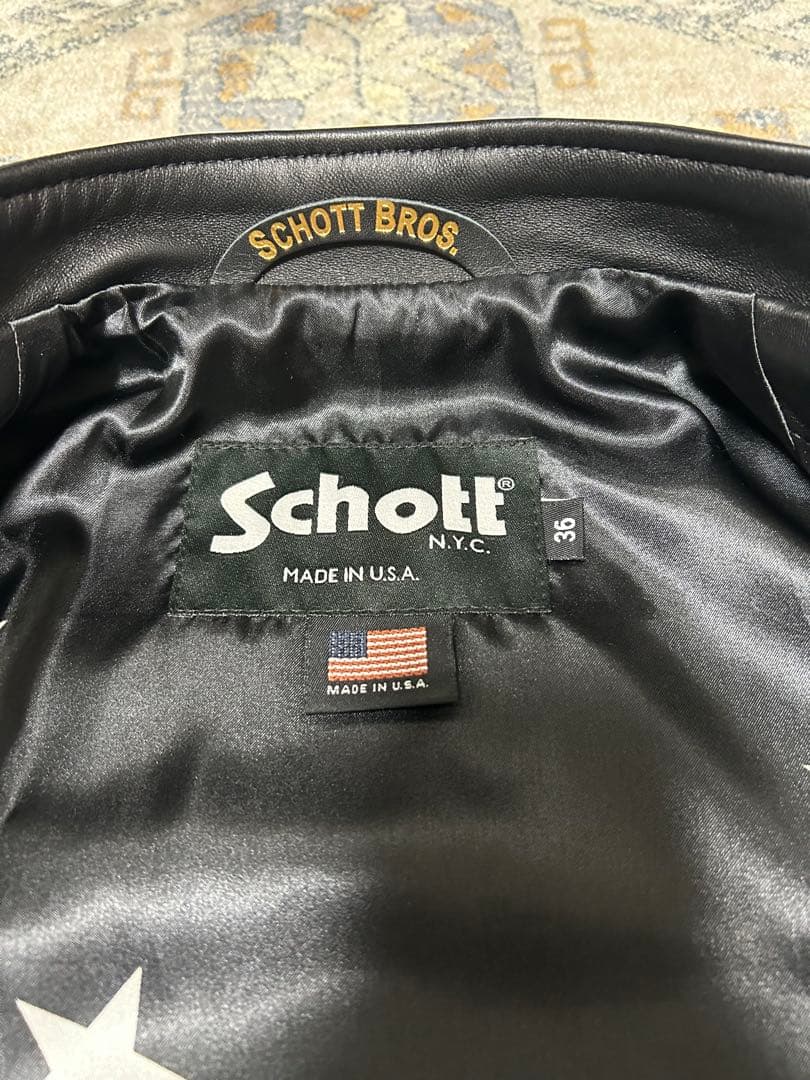 SCHOTT BROS.
Schott®
N.Y.C.
36
MADE IN U.S.A.
MADE IN U.S.A.